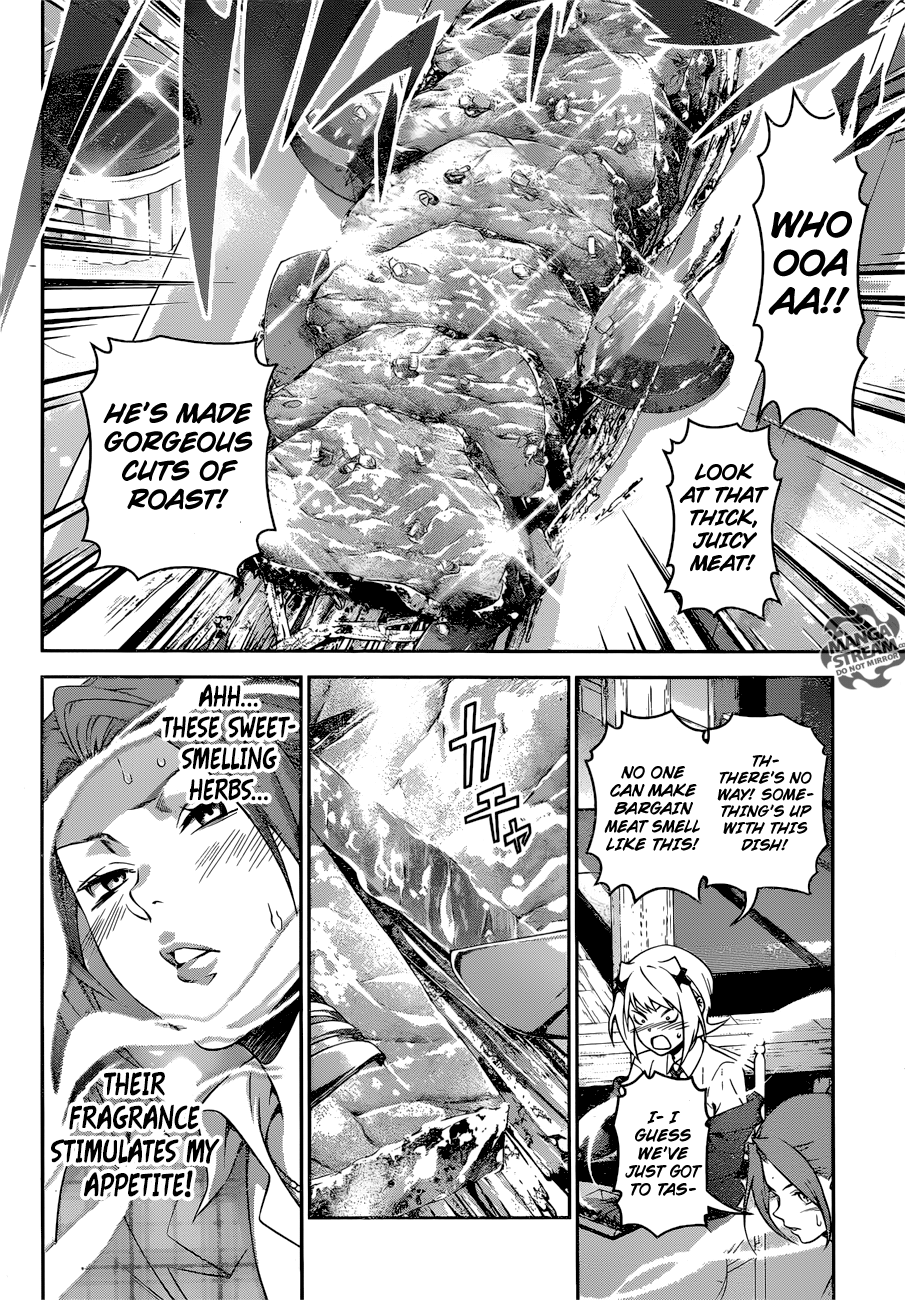 WHO
OOA
AA!!
LOOK
AT THAT
THICK,
JUICY
MEAT!
HE'S MADE
GORGEOUS
CUTS OF
ROAST!
MANGA
STREAM.CO
DO NOT MIRROR
TH-
THERE'S NO
WAY! SOME-
THING'S UP
WITH THIS
DISH!
NO ONE
CAN MAKE
BARGAIN
MEAT SMELL
LIKE THIS!
I- I
GUESS
WE'VE
JUST GOT
TO TAS-
カチャ
AHH...
THESE SWEET-
SMELLING
HERBS...
THEIR
FRAGRANCE
STIMULATES MY
APPETITE!